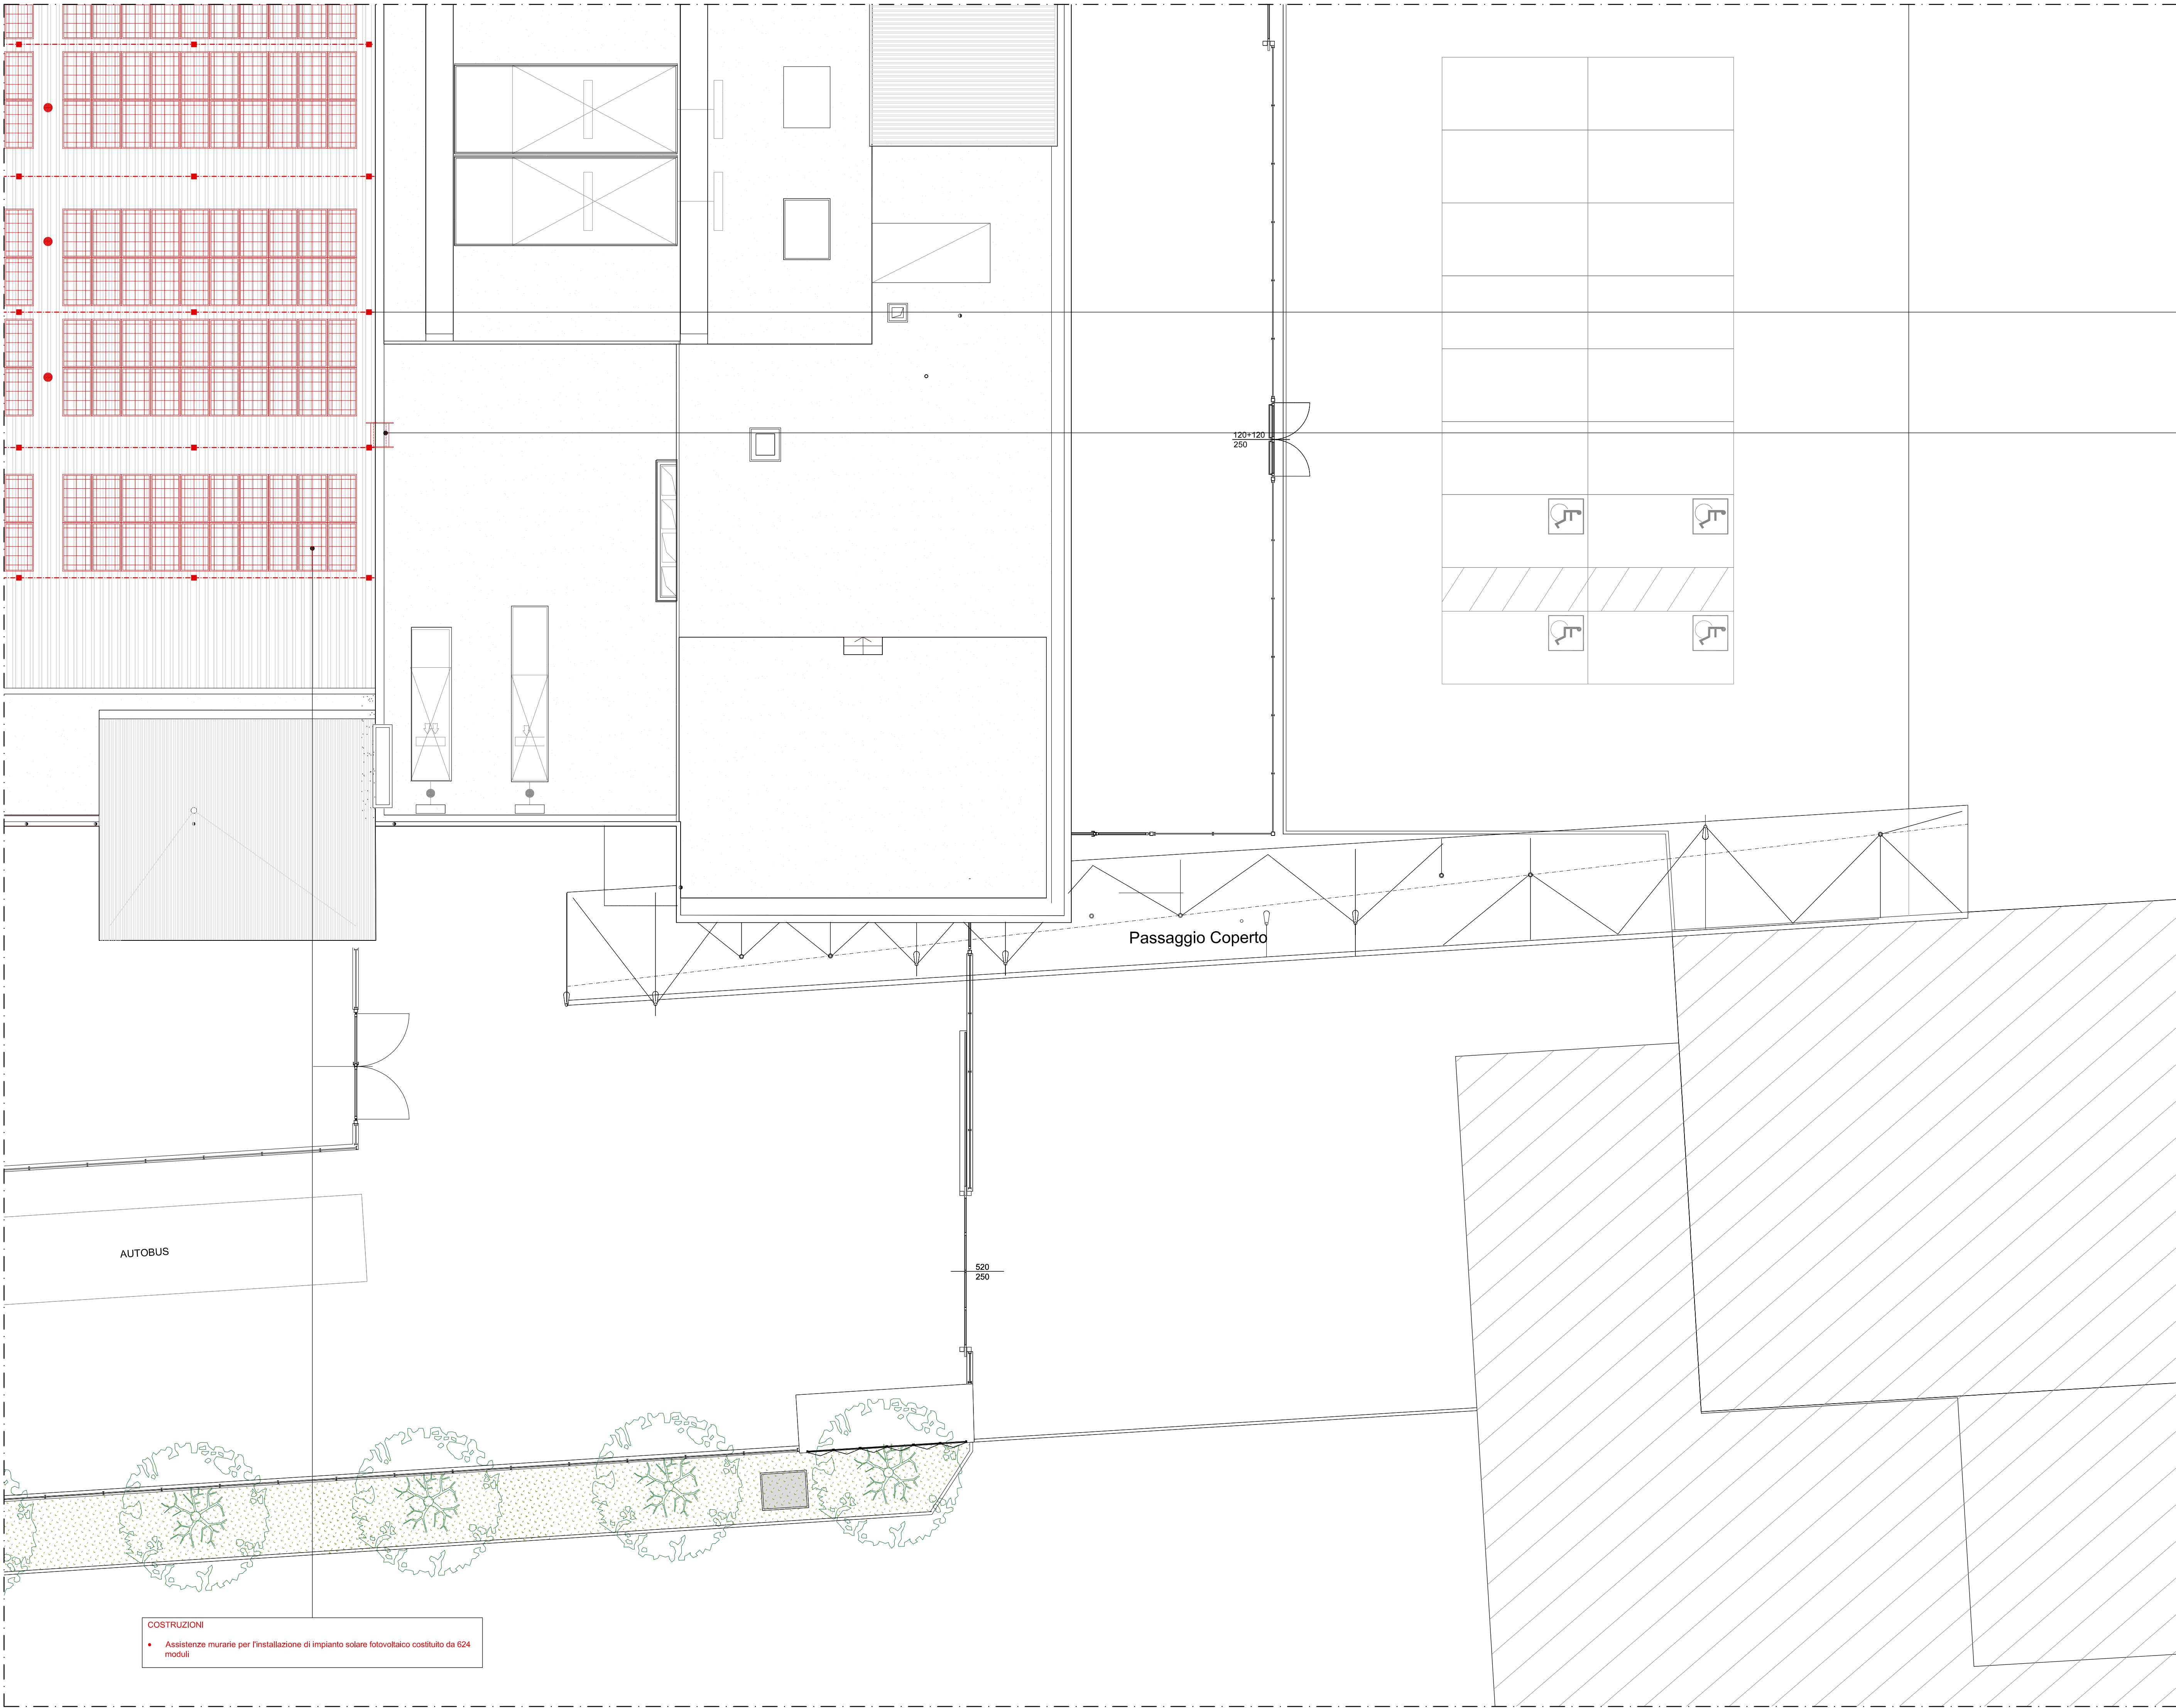 120+120
250
Passaggio Coperto
AUTOBUS
520
250
COSTRUZIONI
• Assistenze murarie per l'installazione di impianto solare fotovoltaico costituito da 624
moduli